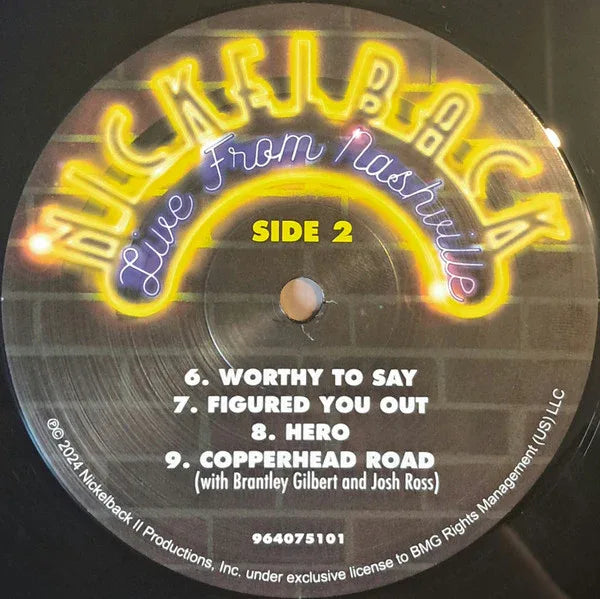 NICKELBACK
Live From Nashville
SIDE 2
6. WORTHY TO SAY
7. FIGURED YOU OUT
8. HERO
9. COPPERHEAD ROAD
(with Brantley Gilbert and Josh Ross)
964075101
℗© 2024 Nickelback II Productions, Inc. under exclusive license to BMG Rights Management (US) LLC